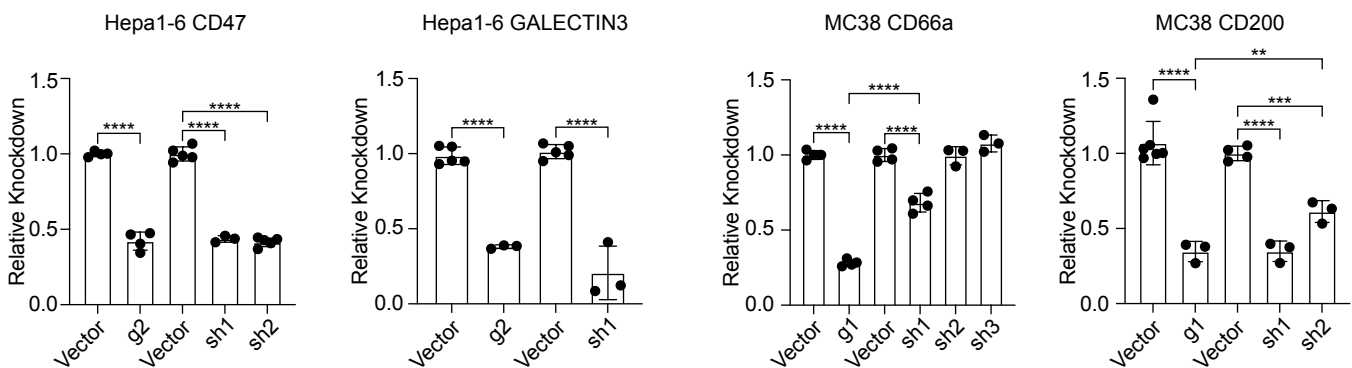 Hepa1-6 CD47
Relative Knockdown
1.5
1.0
0.5
0.0
****
****
****
Vector
g2
Vector
sh1
sh2
Hepa1-6 GALECTIN3
Relative Knockdown
1.5
1.0
0.5
0.0
****
****
Vector
g2
Vector
sh1
MC38 CD66a
Relative Knockdown
1.5
1.0
0.5
0.0
****
****
****
Vector
g1
Vector
sh1
sh2
sh3
MC38 CD200
Relative Knockdown
1.5
1.0
0.5
0.0
**
****
***
****
Vector
g1
Vector
sh1
sh2